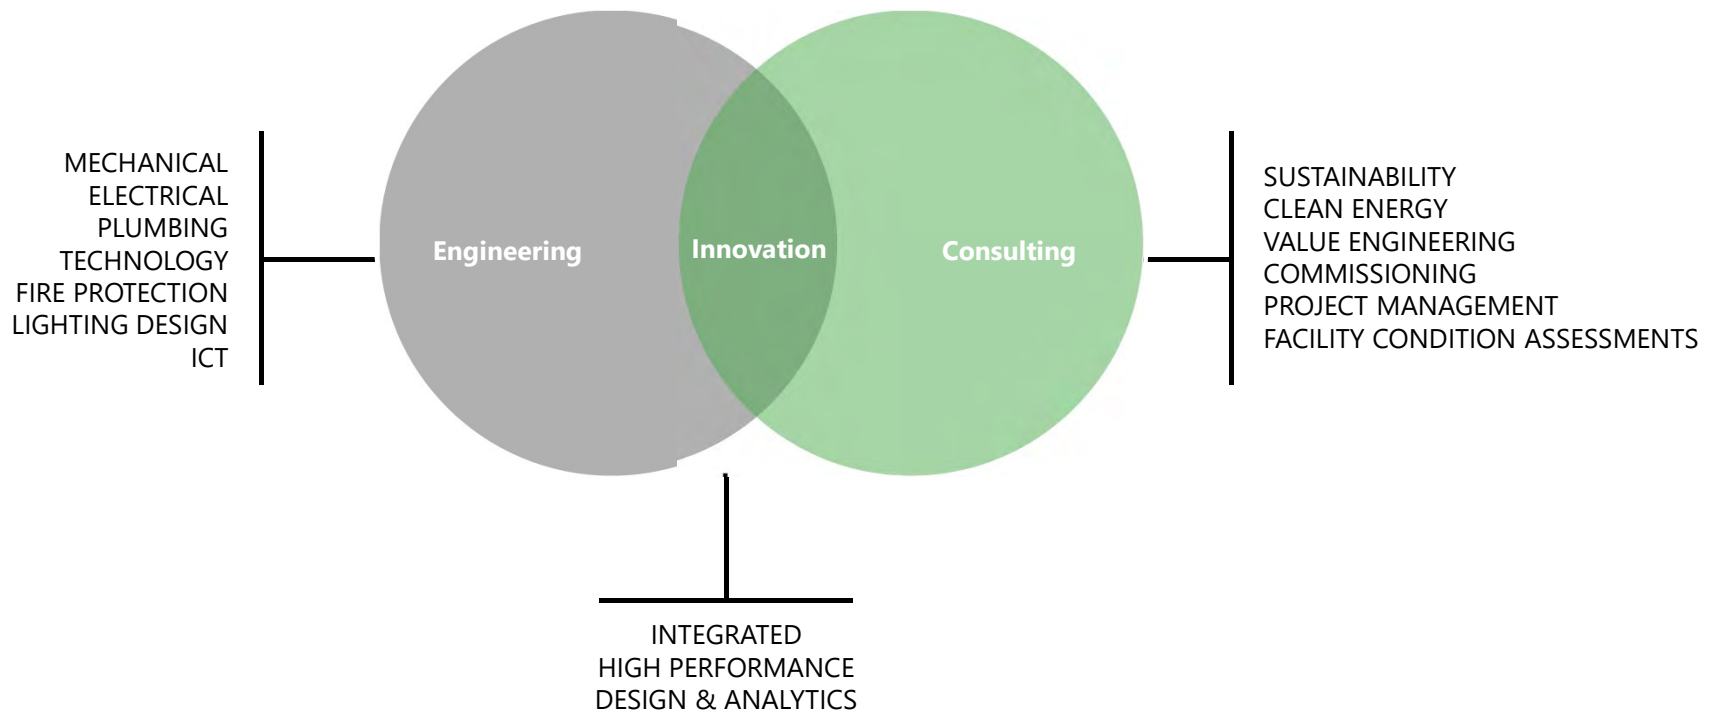 MECHANICAL
ELECTRICAL
PLUMBING
TECHNOLOGY
FIRE PROTECTION
LIGHTING DESIGN
ICT
Engineering
Innovation
Consulting
SUSTAINABILITY
CLEAN ENERGY
VALUE ENGINEERING
COMMISSIONING
PROJECT MANAGEMENT
FACILITY CONDITION ASSESSMENTS
INTEGRATED
HIGH PERFORMANCE
DESIGN & ANALYTICS